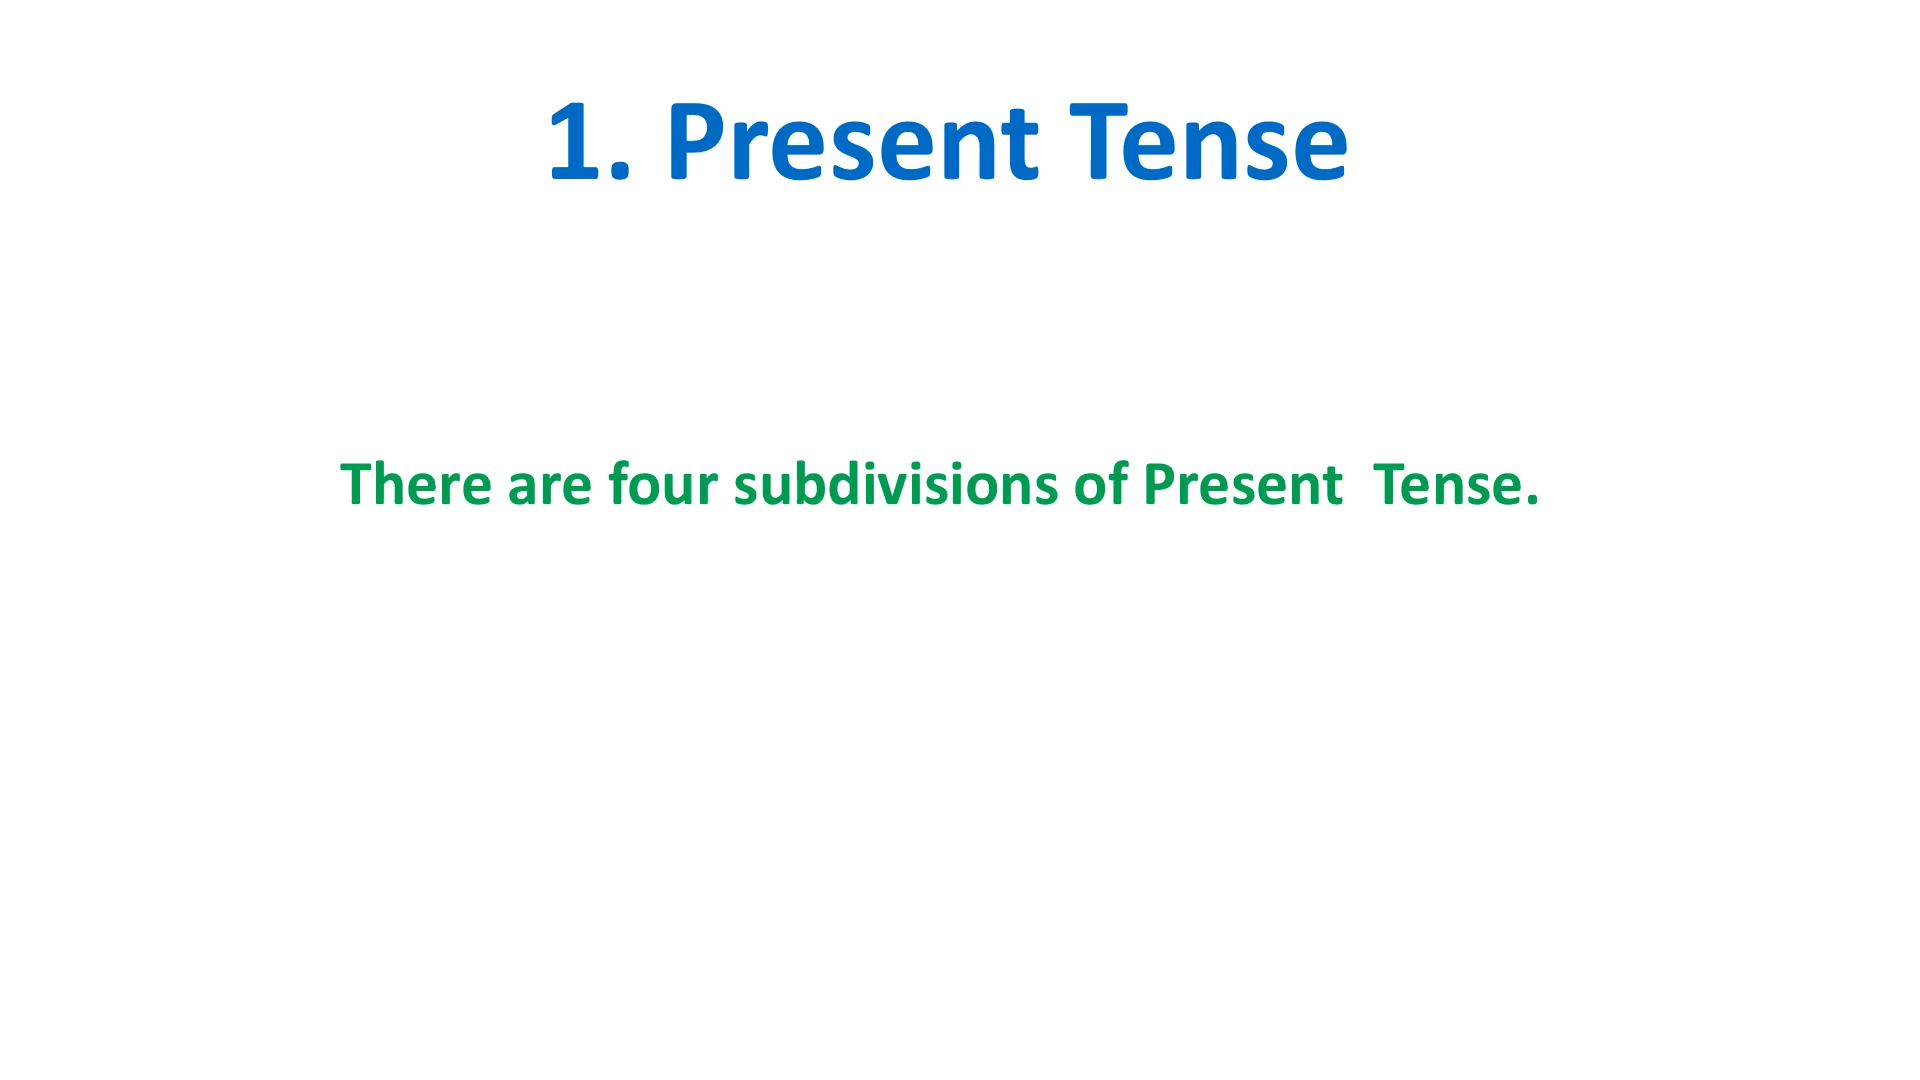 1. Present Tense
There are four subdivisions of Present  Tense.